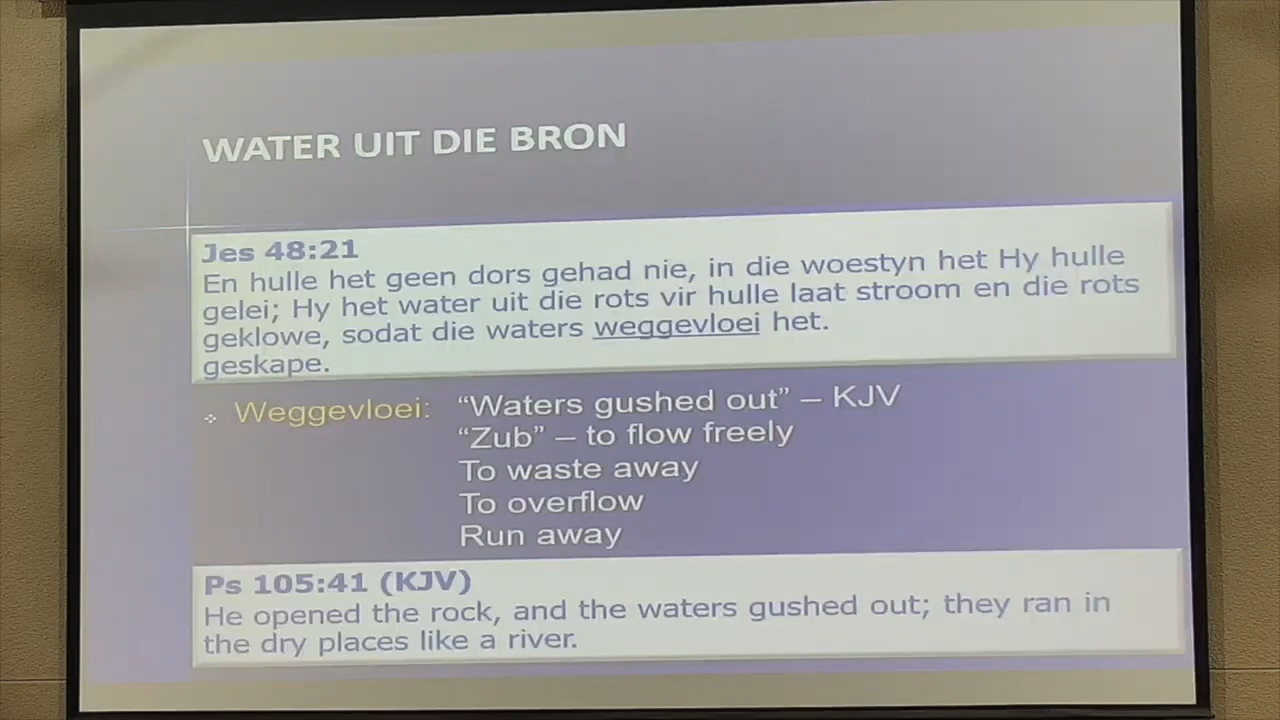 WATER UIT DIE BRON
Jes 48:21
En hulle het geen dors gehad nie, in die woestyn het Hy hulle
gelei; Hy het water uit die rots vir hulle laat stroom en die rots
geklowe, sodat die waters weggevloei het.
geskape.
Weggevloei: “Waters gushed out” – KJV
“Zub” – to flow freely
To waste away
To overflow
Run away
Ps 105:41 (KJV)
He opened the rock, and the waters gushed out; they ran in
the dry places like a river.